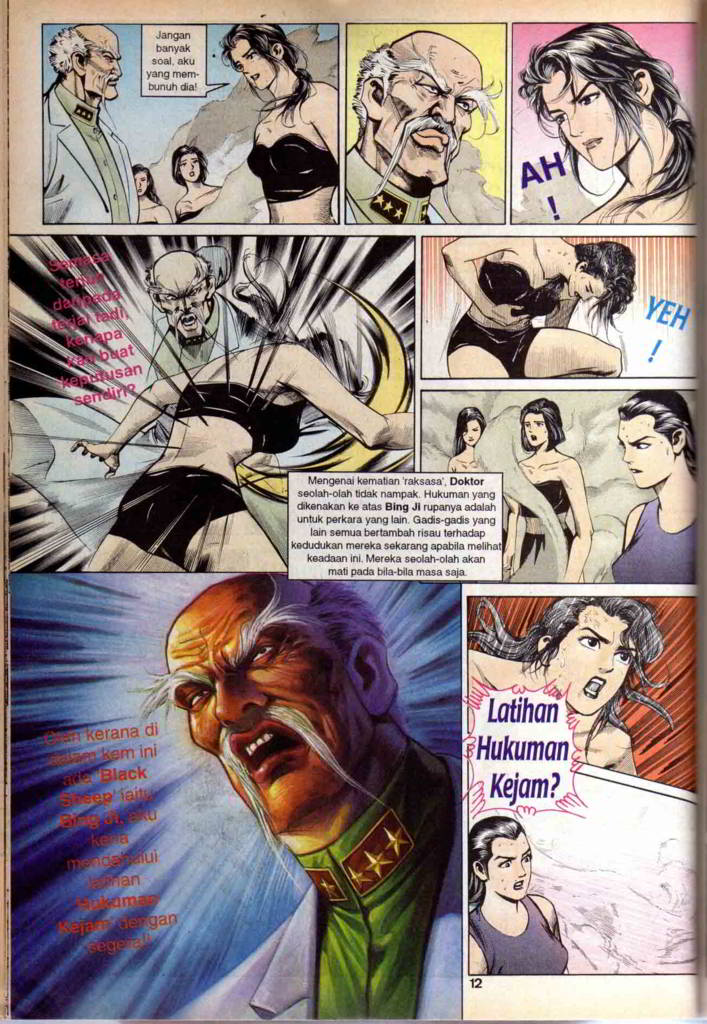 Jangan
banyak
soal, aku
yang mem-
bunuh dia!
AH
!
Semasa
terjun
daripada
terjal tadi,
kenapa
kau buat
keputusan
sendiri?
YEH
!
Mengenai kematian 'raksasa', Doktor
seolah-olah tidak nampak. Hukuman yang
dikenakan ke atas Bing Ji rupanya adalah
untuk perkara yang lain. Gadis-gadis yang
lain semua bertambah risau terhadap
kedudukan mereka sekarang apabila melihat
keadaan ini. Mereka seolah-olah akan
mati pada bila-bila masa saja.
Oleh kerana di
dalam kem ini
ada 'Black
Sheep' iaitu
Bing Ji, aku
kena
mendahului
latihan
'Hukuman
Kejam' dengan
segera!!
Latihan
Hukuman
Kejam?
12